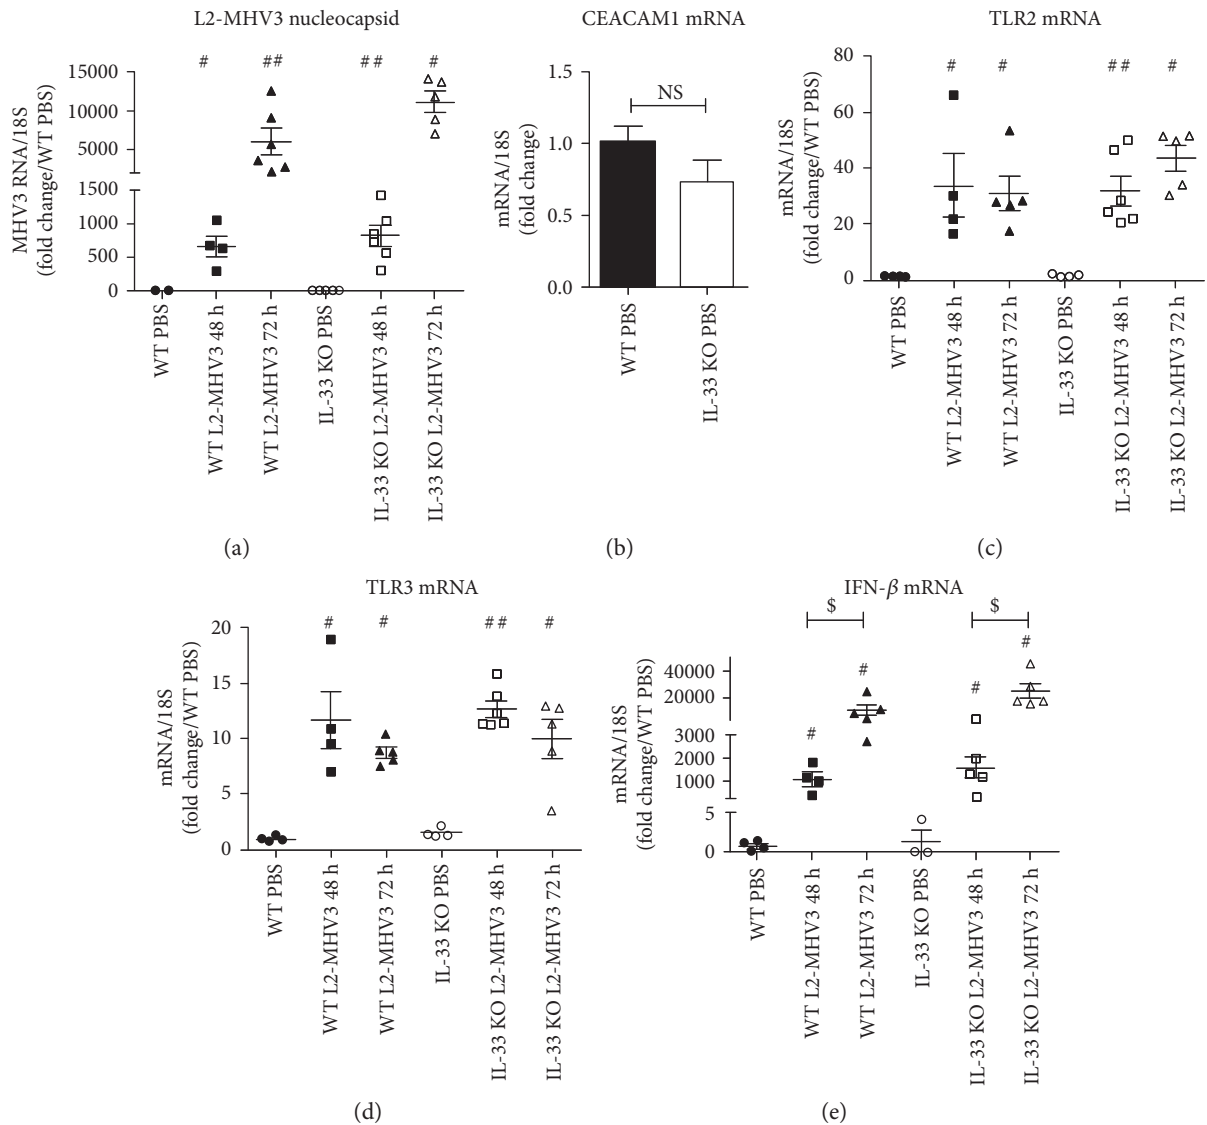 L2-MHV3 nucleocapsid
MHV3 RNA/18S
(fold change/WT PBS)
15000
10000
5000
1500
1000
500
0
# ## ## #
WT PBS
WT L2-MHV3 48 h
WT L2-MHV3 72 h
IL-33 KO PBS
IL-33 KO L2-MHV3 48 h
IL-33 KO L2-MHV3 72 h
(a)
CEACAM1 mRNA
mRNA/18S
(fold change)
1.5
1.0
0.5
0.0
NS
WT PBS
IL-33 KO PBS
(b)
TLR2 mRNA
mRNA/18S
(fold change/WT PBS)
80
60
40
20
0
# # ## #
WT PBS
WT L2-MHV3 48 h
WT L2-MHV3 72 h
IL-33 KO PBS
IL-33 KO L2-MHV3 48 h
IL-33 KO L2-MHV3 72 h
(c)
TLR3 mRNA
mRNA/18S
(fold change/WT PBS)
20
15
10
5
0
# # ## #
WT PBS
WT L2-MHV3 48 h
WT L2-MHV3 72 h
IL-33 KO PBS
IL-33 KO L2-MHV3 48 h
IL-33 KO L2-MHV3 72 h
(d)
IFN-β mRNA
mRNA/18S
(fold change/WT PBS)
40000
20000
3000
2000
1000
5
0
$ $
# # # #
WT PBS
WT L2-MHV3 48 h
WT L2-MHV3 72 h
IL-33 KO PBS
IL-33 KO L2-MHV3 48 h
IL-33 KO L2-MHV3 72 h
(e)